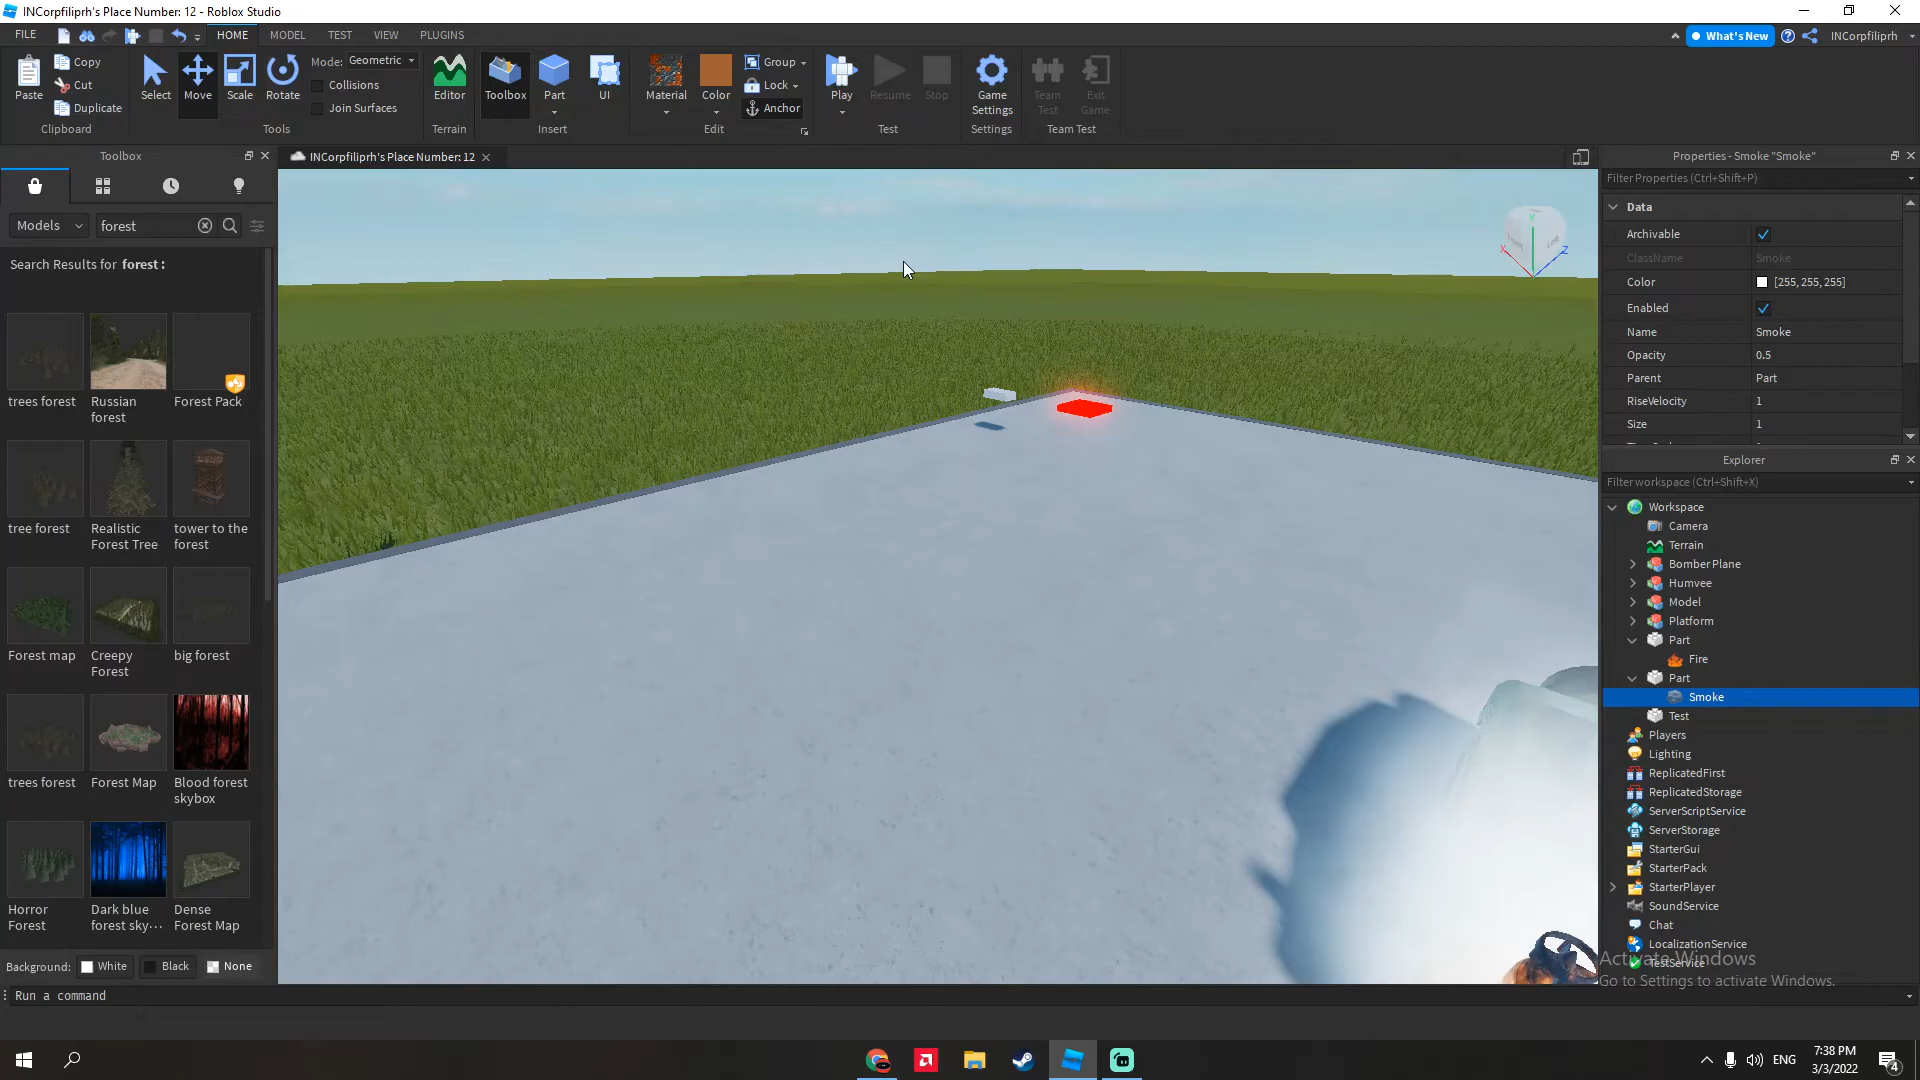 INCorpfiliprh's Place Number: 12 - Roblox Studio
FILE HOME MODEL TEST VIEW PLUGINS What's New INCorpfiliprh
Paste
Copy
Cut
Duplicate
Clipboard
Select
Move
Scale
Rotate
Mode: Geometric
Collisions
Join Surfaces
Tools
Editor
Terrain
Toolbox
Part
UI
Insert
Material
Color
Group
Lock
Anchor
Edit
Play
Resume
Stop
Test
Game
Settings
Settings
Team
Test
Exit
Game
Team Test
Toolbox
Models forest
Search Results for forest :
trees forest
Russian
forest
Forest Pack
tree forest
Realistic
Forest Tree
tower to the
forest
Forest map
Creepy
Forest
big forest
trees forest
Forest Map
Blood forest
skybox
Horror
Forest
Dark blue
forest sky...
Dense
Forest Map
Background: White Black None
INCorpfiliprh's Place Number: 12
Properties - Smoke "Smoke"
Filter Properties (Ctrl+Shift+P)
Data
Archivable
ClassName Smoke
Color [255, 255, 255]
Enabled
Name Smoke
Opacity 0.5
Parent Part
RiseVelocity 1
Size 1
Explorer
Filter workspace (Ctrl+Shift+X)
Workspace
Camera
Terrain
Bomber Plane
Humvee
Model
Platform
Part
Fire
Part
Smoke
Test
Players
Lighting
ReplicatedFirst
ReplicatedStorage
ServerScriptService
ServerStorage
StarterGui
StarterPack
StarterPlayer
SoundService
Chat
LocalizationService
TestService
Activate Windows
Go to Settings to activate Windows.
Run a command
ENG
7:38 PM
3/3/2022
4